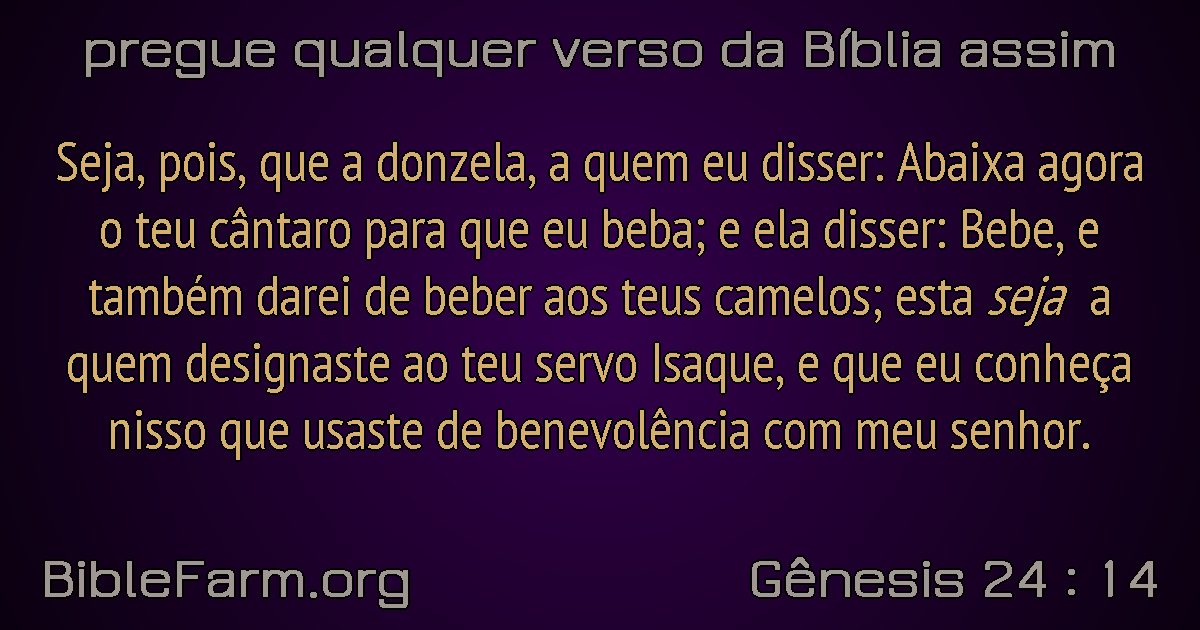 pregue qualquer verso da Bíblia assim
Seja, pois, que a donzela, a quem eu disser: Abaixa agora
o teu cântaro para que eu beba; e ela disser: Bebe, e
também darei de beber aos teus camelos; esta seja a
quem designaste ao teu servo Isaque, e que eu conheça
nisso que usaste de benevolência com meu senhor.
BibleFarm.org
Gênesis 24 : 14